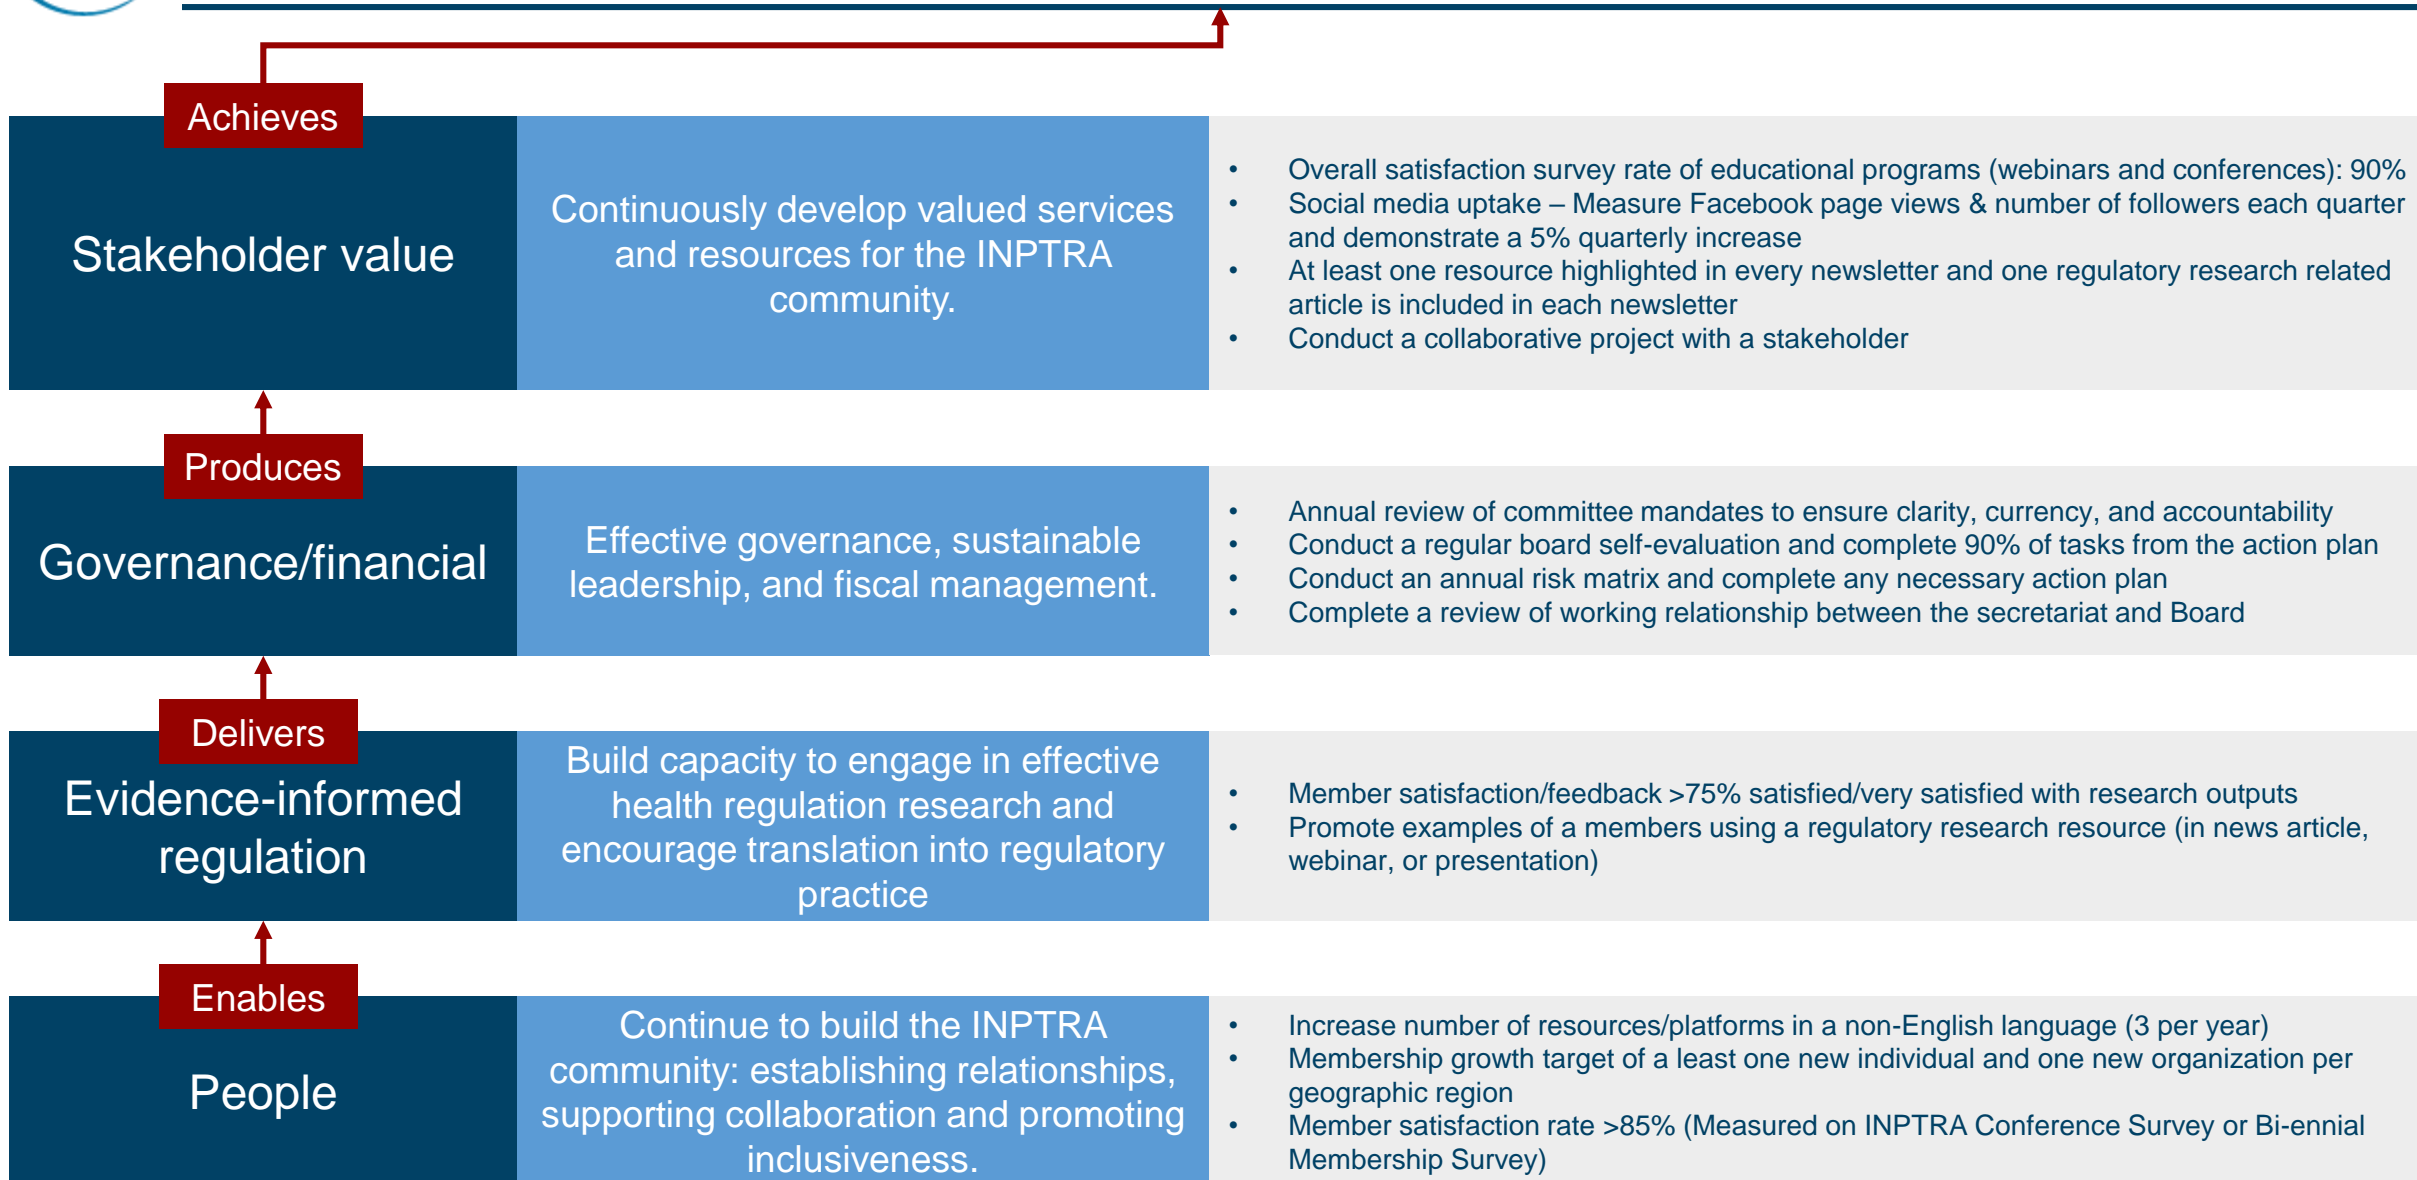 Achieves
Stakeholder value
Continuously develop valued services
and resources for the INPTRA
community.
• Overall satisfaction survey rate of educational programs (webinars and conferences): 90%
• Social media uptake – Measure Facebook page views & number of followers each quarter
and demonstrate a 5% quarterly increase
• At least one resource highlighted in every newsletter and one regulatory research related
article is included in each newsletter
• Conduct a collaborative project with a stakeholder
Produces
Governance/financial
Effective governance, sustainable
leadership, and fiscal management.
• Annual review of committee mandates to ensure clarity, currency, and accountability
• Conduct a regular board self-evaluation and complete 90% of tasks from the action plan
• Conduct an annual risk matrix and complete any necessary action plan
• Complete a review of working relationship between the secretariat and Board
Delivers
Evidence-informed
regulation
Build capacity to engage in effective
health regulation research and
encourage translation into regulatory
practice
• Member satisfaction/feedback >75% satisfied/very satisfied with research outputs
• Promote examples of a members using a regulatory research resource (in news article,
webinar, or presentation)
Enables
People
Continue to build the INPTRA
community: establishing relationships,
supporting collaboration and promoting
inclusiveness.
• Increase number of resources/platforms in a non-English language (3 per year)
• Membership growth target of a least one new individual and one new organization per
geographic region
• Member satisfaction rate >85% (Measured on INPTRA Conference Survey or Bi-ennial
Membership Survey)